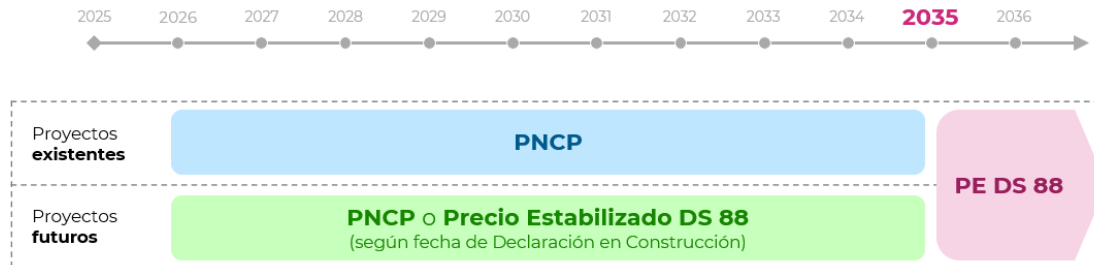 2025 2026 2027 2028 2029 2030 2031 2032 2033 2034 2035 2036
Proyectos
existentes
PNCP
PE DS 88
Proyectos
futuros
PNCP o Precio Estabilizado DS 88
(según fecha de Declaración en Construcción)